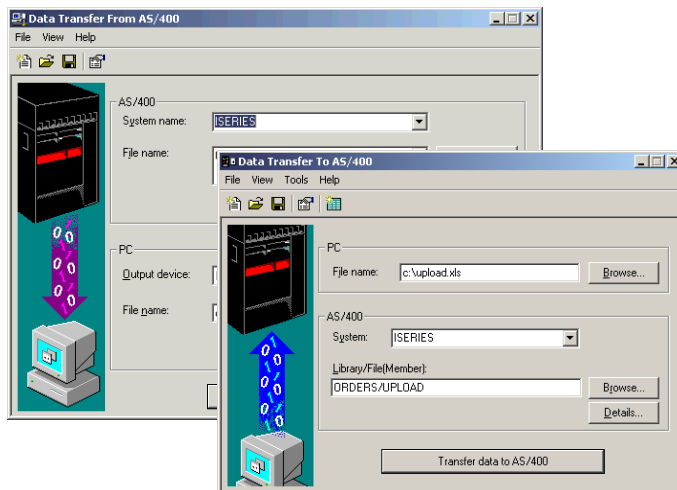 Data Transfer From AS/400
File View Help
AS/400
System name: ISERIES
File name:
PC
Output device:
File name:
Data Transfer To AS/400
File View Tools Help
PC
File name: c:\upload.xls Browse...
AS/400
System: ISERIES
Library/File(Member):
ORDERS/UPLOAD Browse...
Details...
Transfer data to AS/400